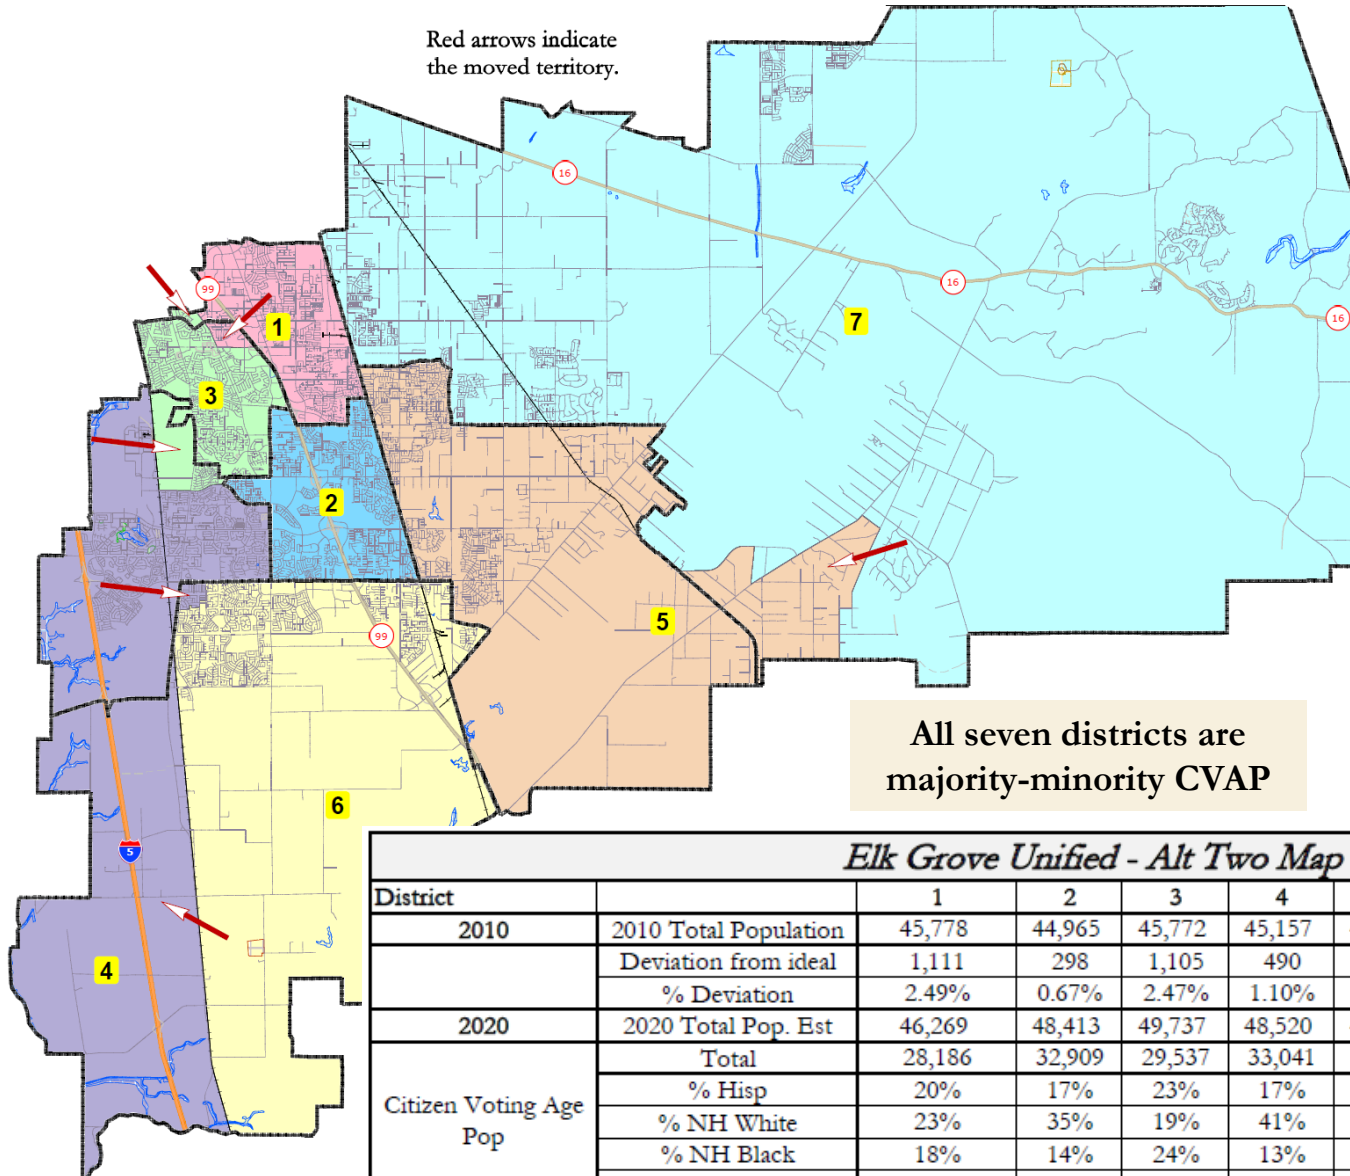 Red arrows indicate
the moved territory.
16
16
16
99
1
7
3
2
5
99
6
4
5
All seven districts are
majority-minority CVAP
Elk Grove Unified - Alt Two Map
District 1 2 3 4
2010 2010 Total Population 45,778 44,965 45,772 45,157
Deviation from ideal 1,111 298 1,105 490
% Deviation 2.49% 0.67% 2.47% 1.10%
2020 2020 Total Pop. Est 46,269 48,413 49,737 48,520
Citizen Voting Age
Pop
Total 28,186 32,909 29,537 33,041
% Hisp 20% 17% 23% 17%
% NH White 23% 35% 19% 41%
% NH Black 18% 14% 24% 13%